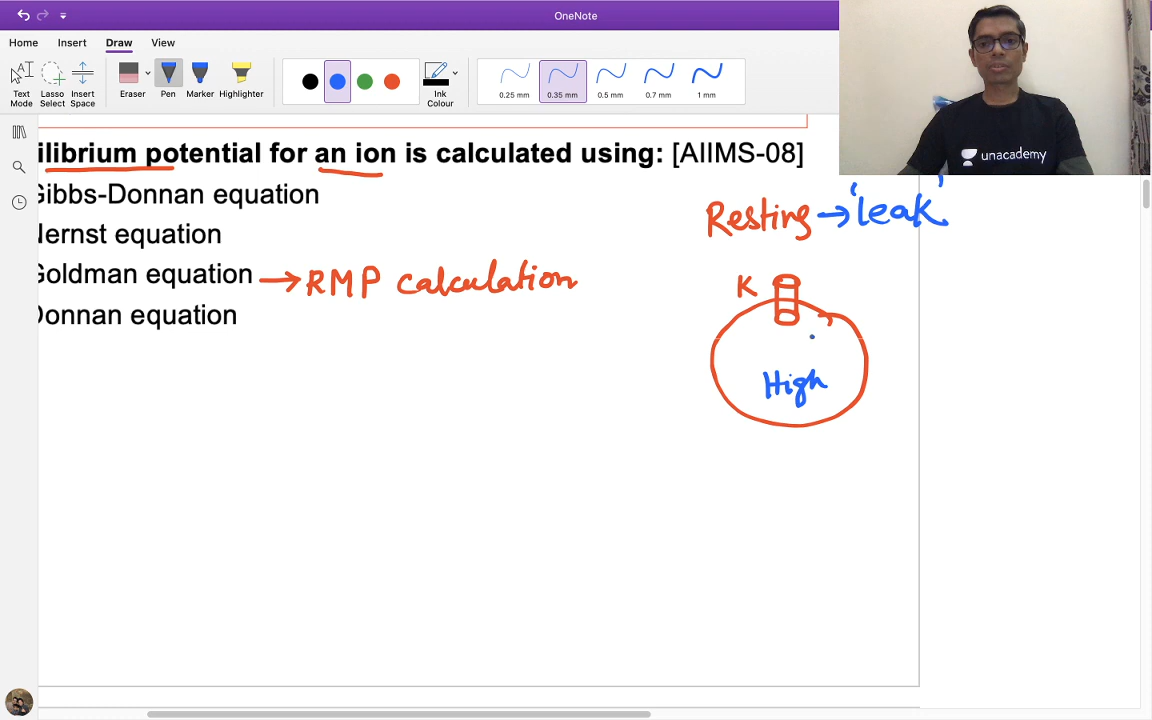 OneNote
Home Insert Draw View
Text Mode
Lasso Select
Insert Space
Eraser
Pen
Marker
Highlighter
Ink Colour
0.25 mm
0.35 mm
0.5 mm
0.7 mm
1 mm
unacademy
ilibrium potential for an ion is calculated using: [AIIMS-08]
Gibbs-Donnan equation
Nernst equation
Goldman equation → RMP calculation
Donnan equation
Resting → 'leak'
K
High